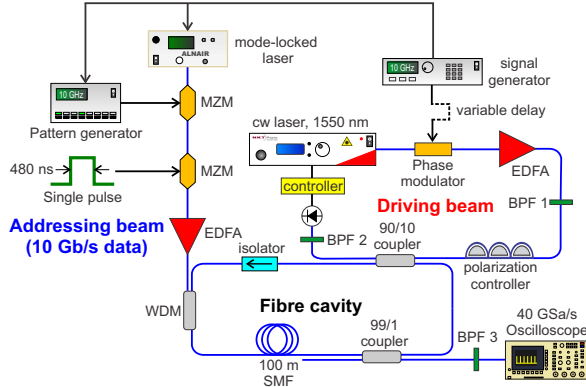 mode-locked
laser
ALNAIR
10 GHz
signal
generator
10 GHz
MZM
Pattern generator
variable delay
cw laser, 1550 nm
Phase
modulator
EDFA
480 ns
MZM
Single pulse
controller
Driving beam
BPF 1
Addressing beam
(10 Gb/s data)
EDFA
BPF 2
90/10
coupler
polarization
controller
isolator
WDM
Fibre cavity
40 GSa/s
Oscilloscope
99/1
coupler
BPF 3
100 m
SMF